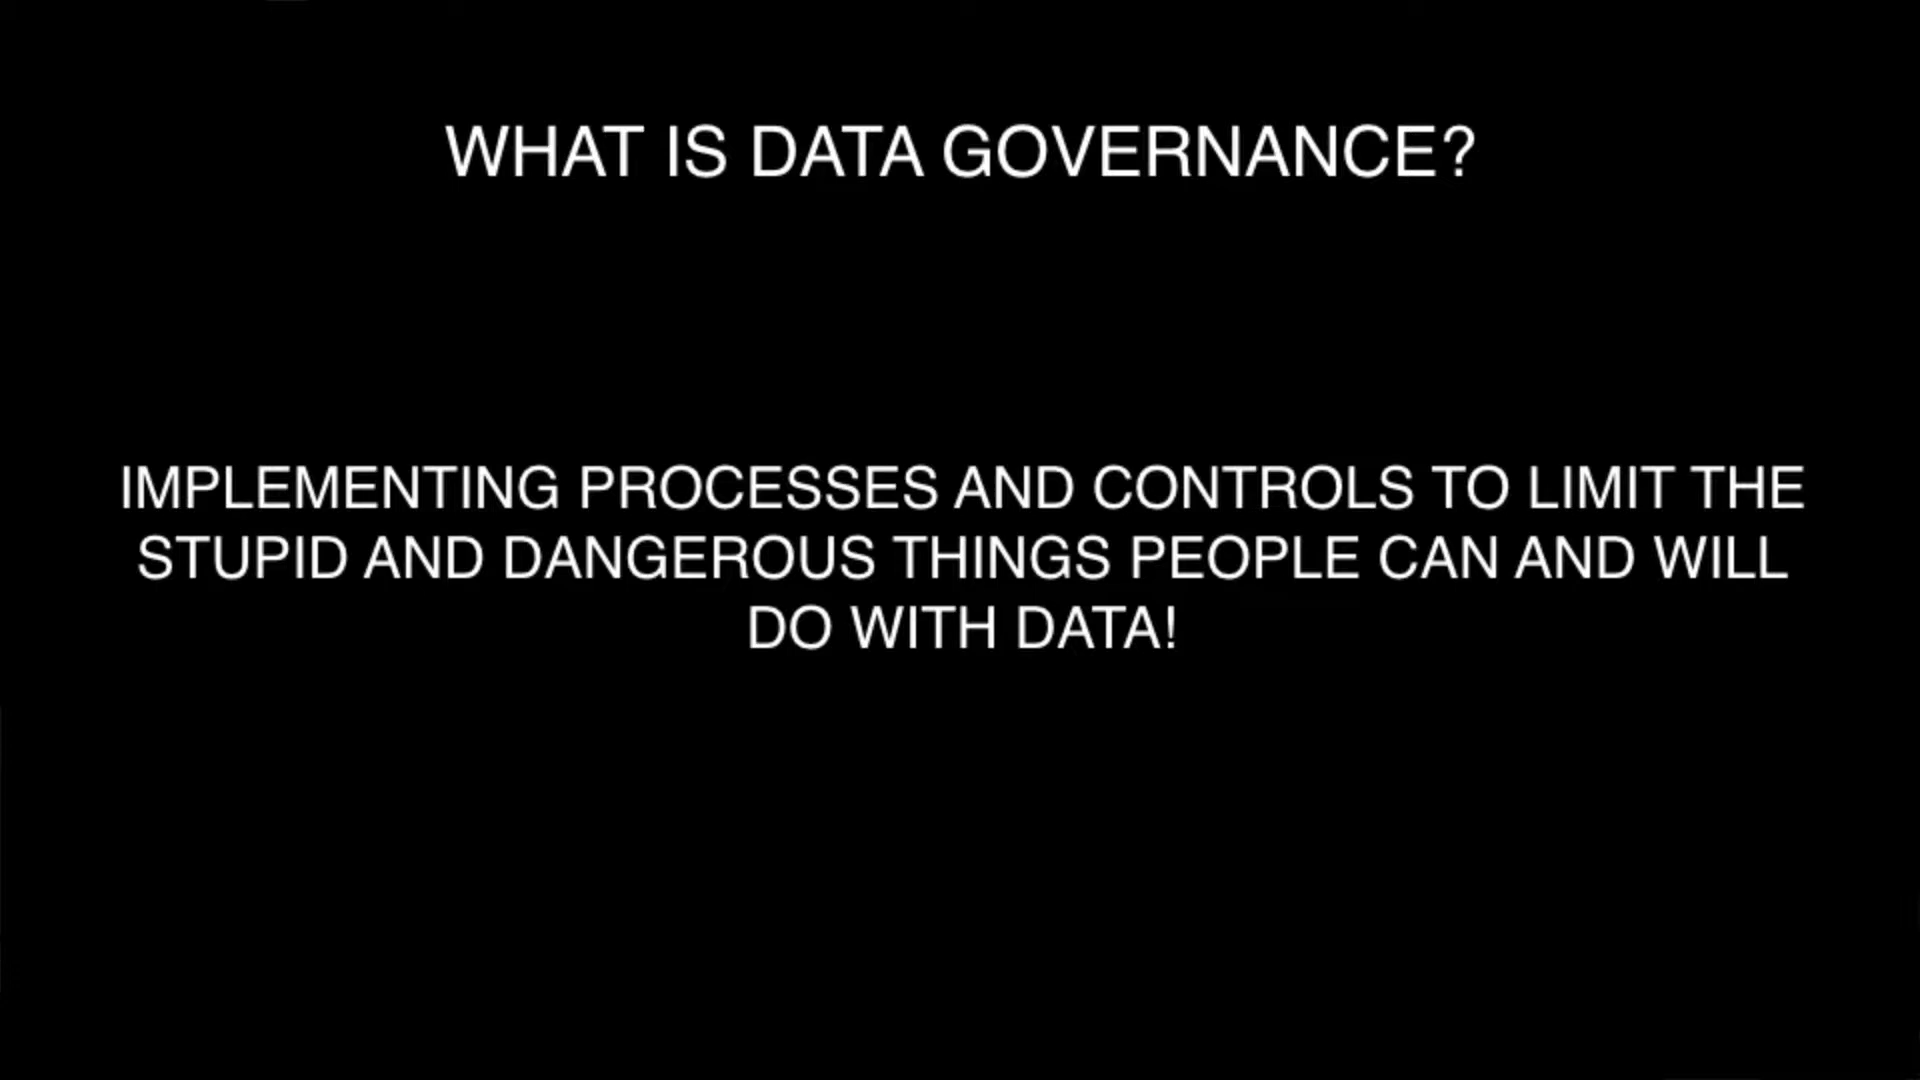 WHAT IS DATA GOVERNANCE?
IMPLEMENTING PROCESSES AND CONTROLS TO LIMIT THE
STUPID AND DANGEROUS THINGS PEOPLE CAN AND WILL
DO WITH DATA!